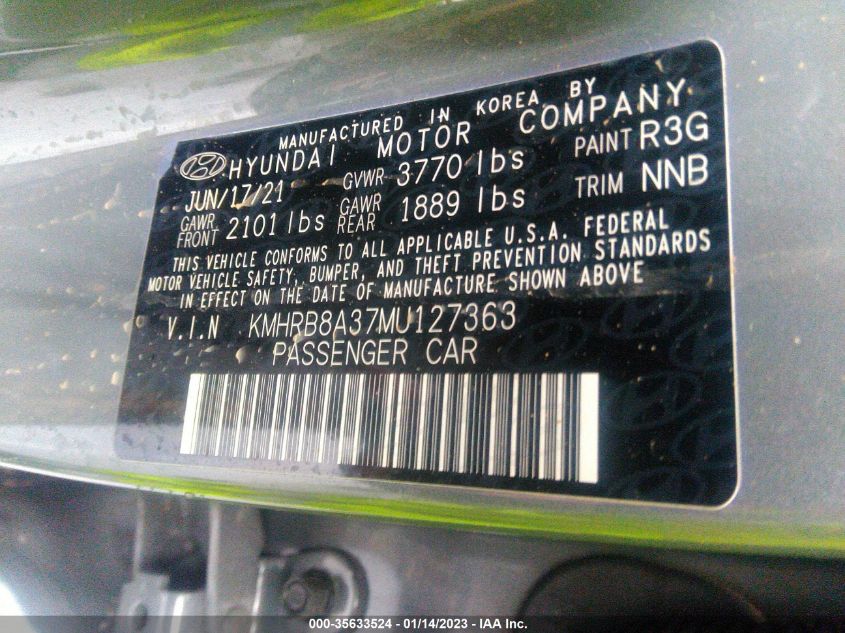 MANUFACTURED IN KOREA BY
HYUNDAI MOTOR COMPANY
JUN/17/21 GVWR 3770 lbs PAINT R3G
GAWR FRONT 2101 lbs GAWR REAR 1889 lbs TRIM NNB
THIS VEHICLE CONFORMS TO ALL APPLICABLE U.S.A. FEDERAL
MOTOR VEHICLE SAFETY, BUMPER, AND THEFT PREVENTION STANDARDS
IN EFFECT ON THE DATE OF MANUFACTURE SHOWN ABOVE
V.I.N KMHRB8A37MU127363
PASSENGER CAR
000-35633524 — 01/14/2023 — IAA Inc.